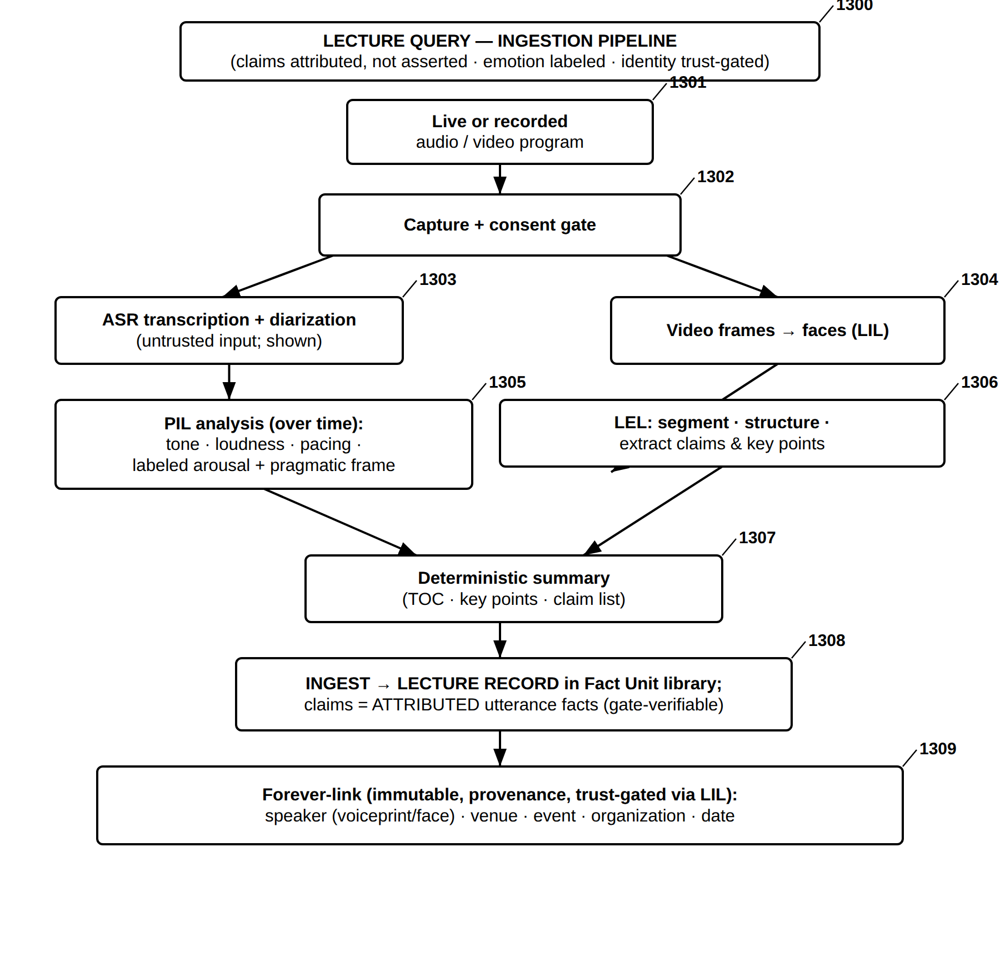 1300
LECTURE QUERY — INGESTION PIPELINE
(claims attributed, not asserted · emotion labeled · identity trust-gated)
1301
Live or recorded
audio / video program
1302
Capture + consent gate
1303
ASR transcription + diarization
(untrusted input; shown)
1304
Video frames → faces (LIL)
1305
PIL analysis (over time):
tone · loudness · pacing ·
labeled arousal + pragmatic frame
1306
LEL: segment · structure ·
extract claims & key points
1307
Deterministic summary
(TOC · key points · claim list)
1308
INGEST → LECTURE RECORD in Fact Unit library;
claims = ATTRIBUTED utterance facts (gate-verifiable)
1309
Forever-link (immutable, provenance, trust-gated via LIL):
speaker (voiceprint/face) · venue · event · organization · date